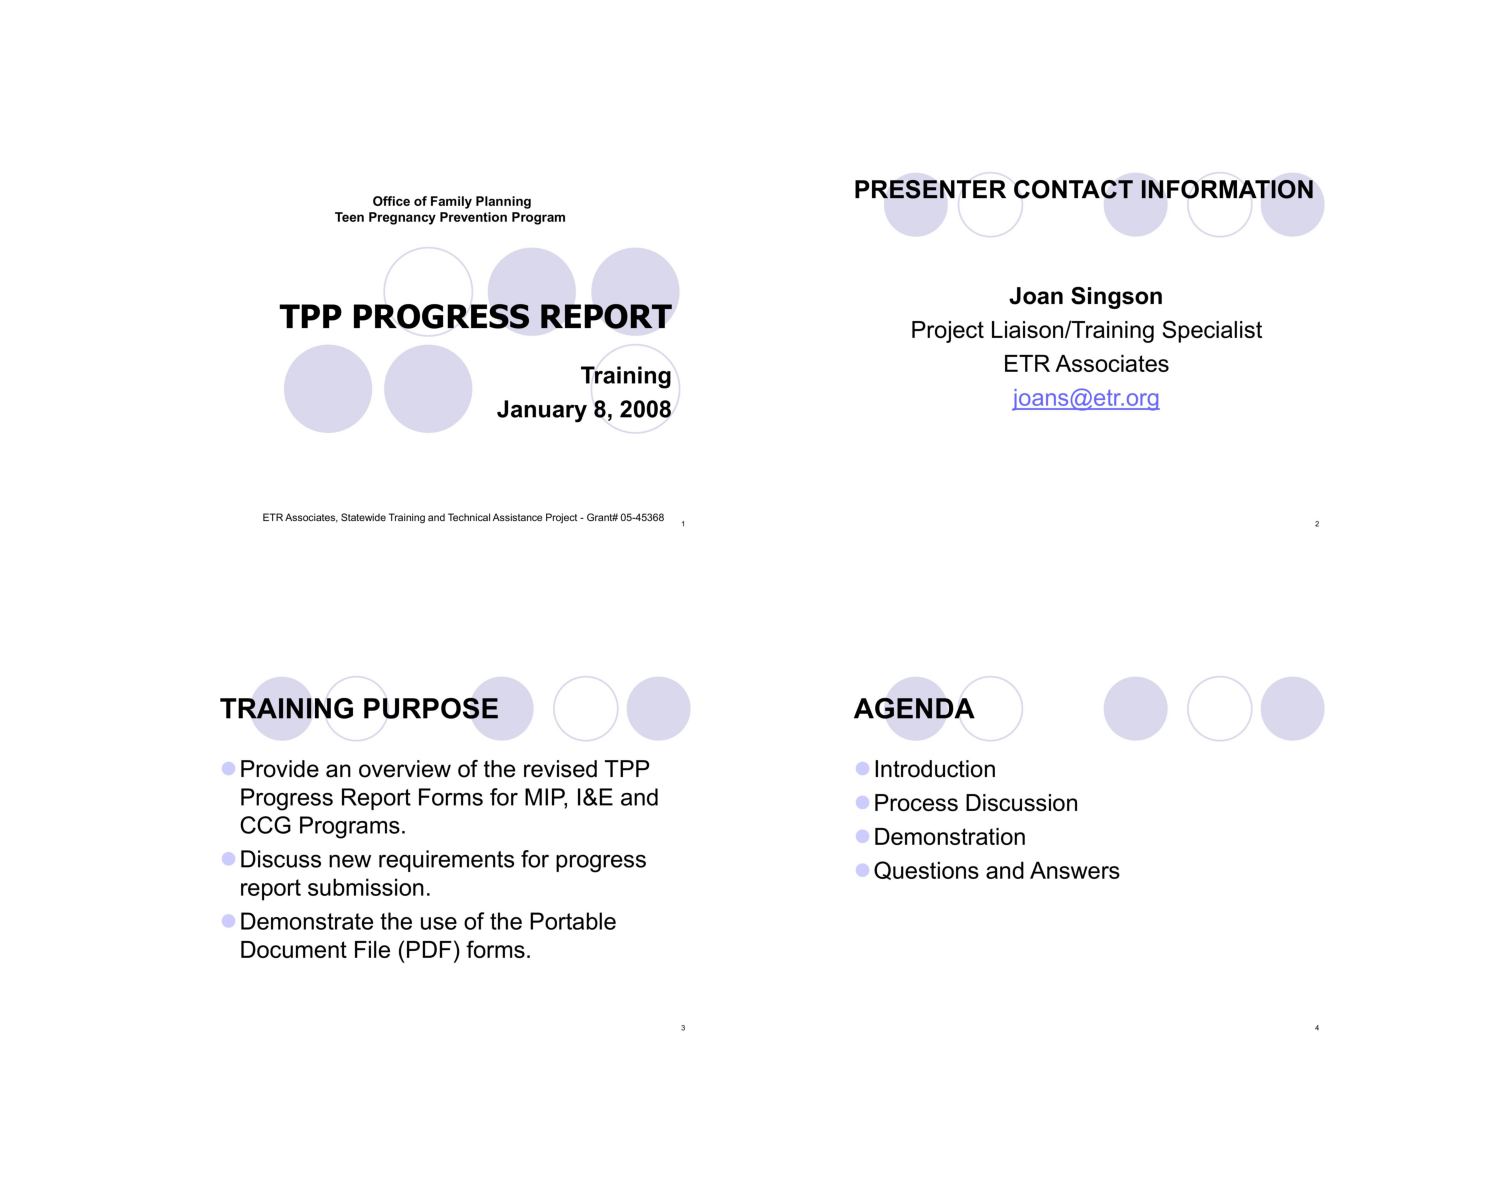 Office of Family Planning
Teen Pregnancy Prevention Program
TPP PROGRESS REPORT
Training
January 8, 2008
ETR Associates, Statewide Training and Technical Assistance Project - Grant# 05-45368
1
PRESENTER CONTACT INFORMATION
Joan Singson
Project Liaison/Training Specialist
ETR Associates
joans@etr.org
2
TRAINING PURPOSE
Provide an overview of the revised TPP
Progress Report Forms for MIP, I&E and
CCG Programs.
Discuss new requirements for progress
report submission.
Demonstrate the use of the Portable
Document File (PDF) forms.
3
AGENDA
Introduction
Process Discussion
Demonstration
Questions and Answers
4